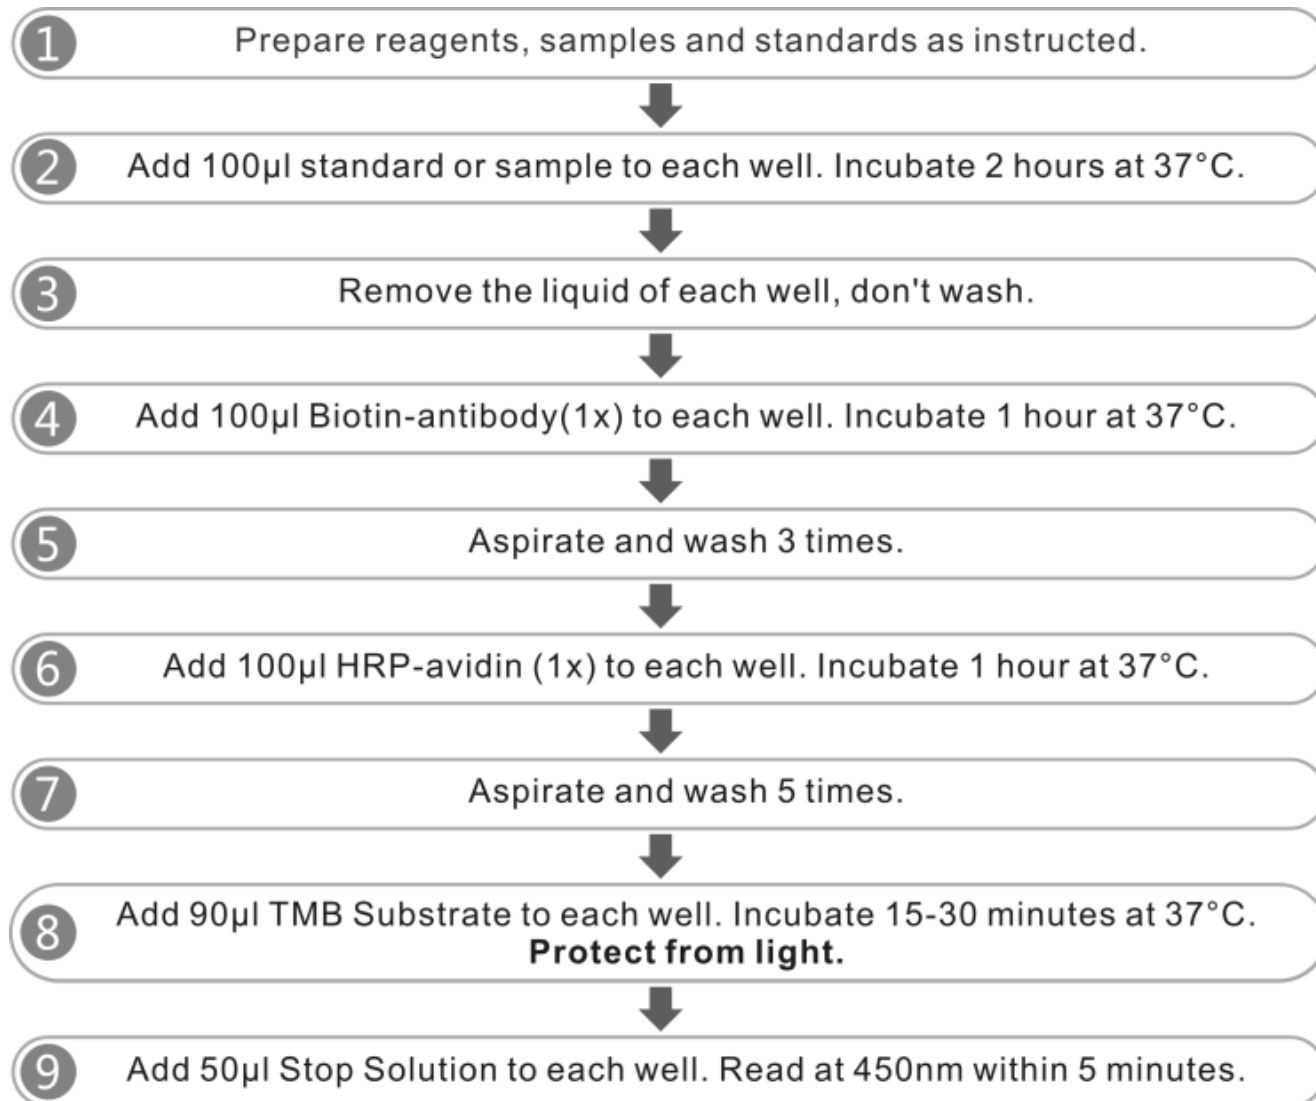 1 Prepare reagents, samples and standards as instructed.
2 Add 100µl standard or sample to each well. Incubate 2 hours at 37°C.
3 Remove the liquid of each well, don't wash.
4 Add 100µl Biotin-antibody(1x) to each well. Incubate 1 hour at 37°C.
5 Aspirate and wash 3 times.
6 Add 100µl HRP-avidin (1x) to each well. Incubate 1 hour at 37°C.
7 Aspirate and wash 5 times.
8 Add 90µl TMB Substrate to each well. Incubate 15-30 minutes at 37°C.
Protect from light.
9 Add 50µl Stop Solution to each well. Read at 450nm within 5 minutes.